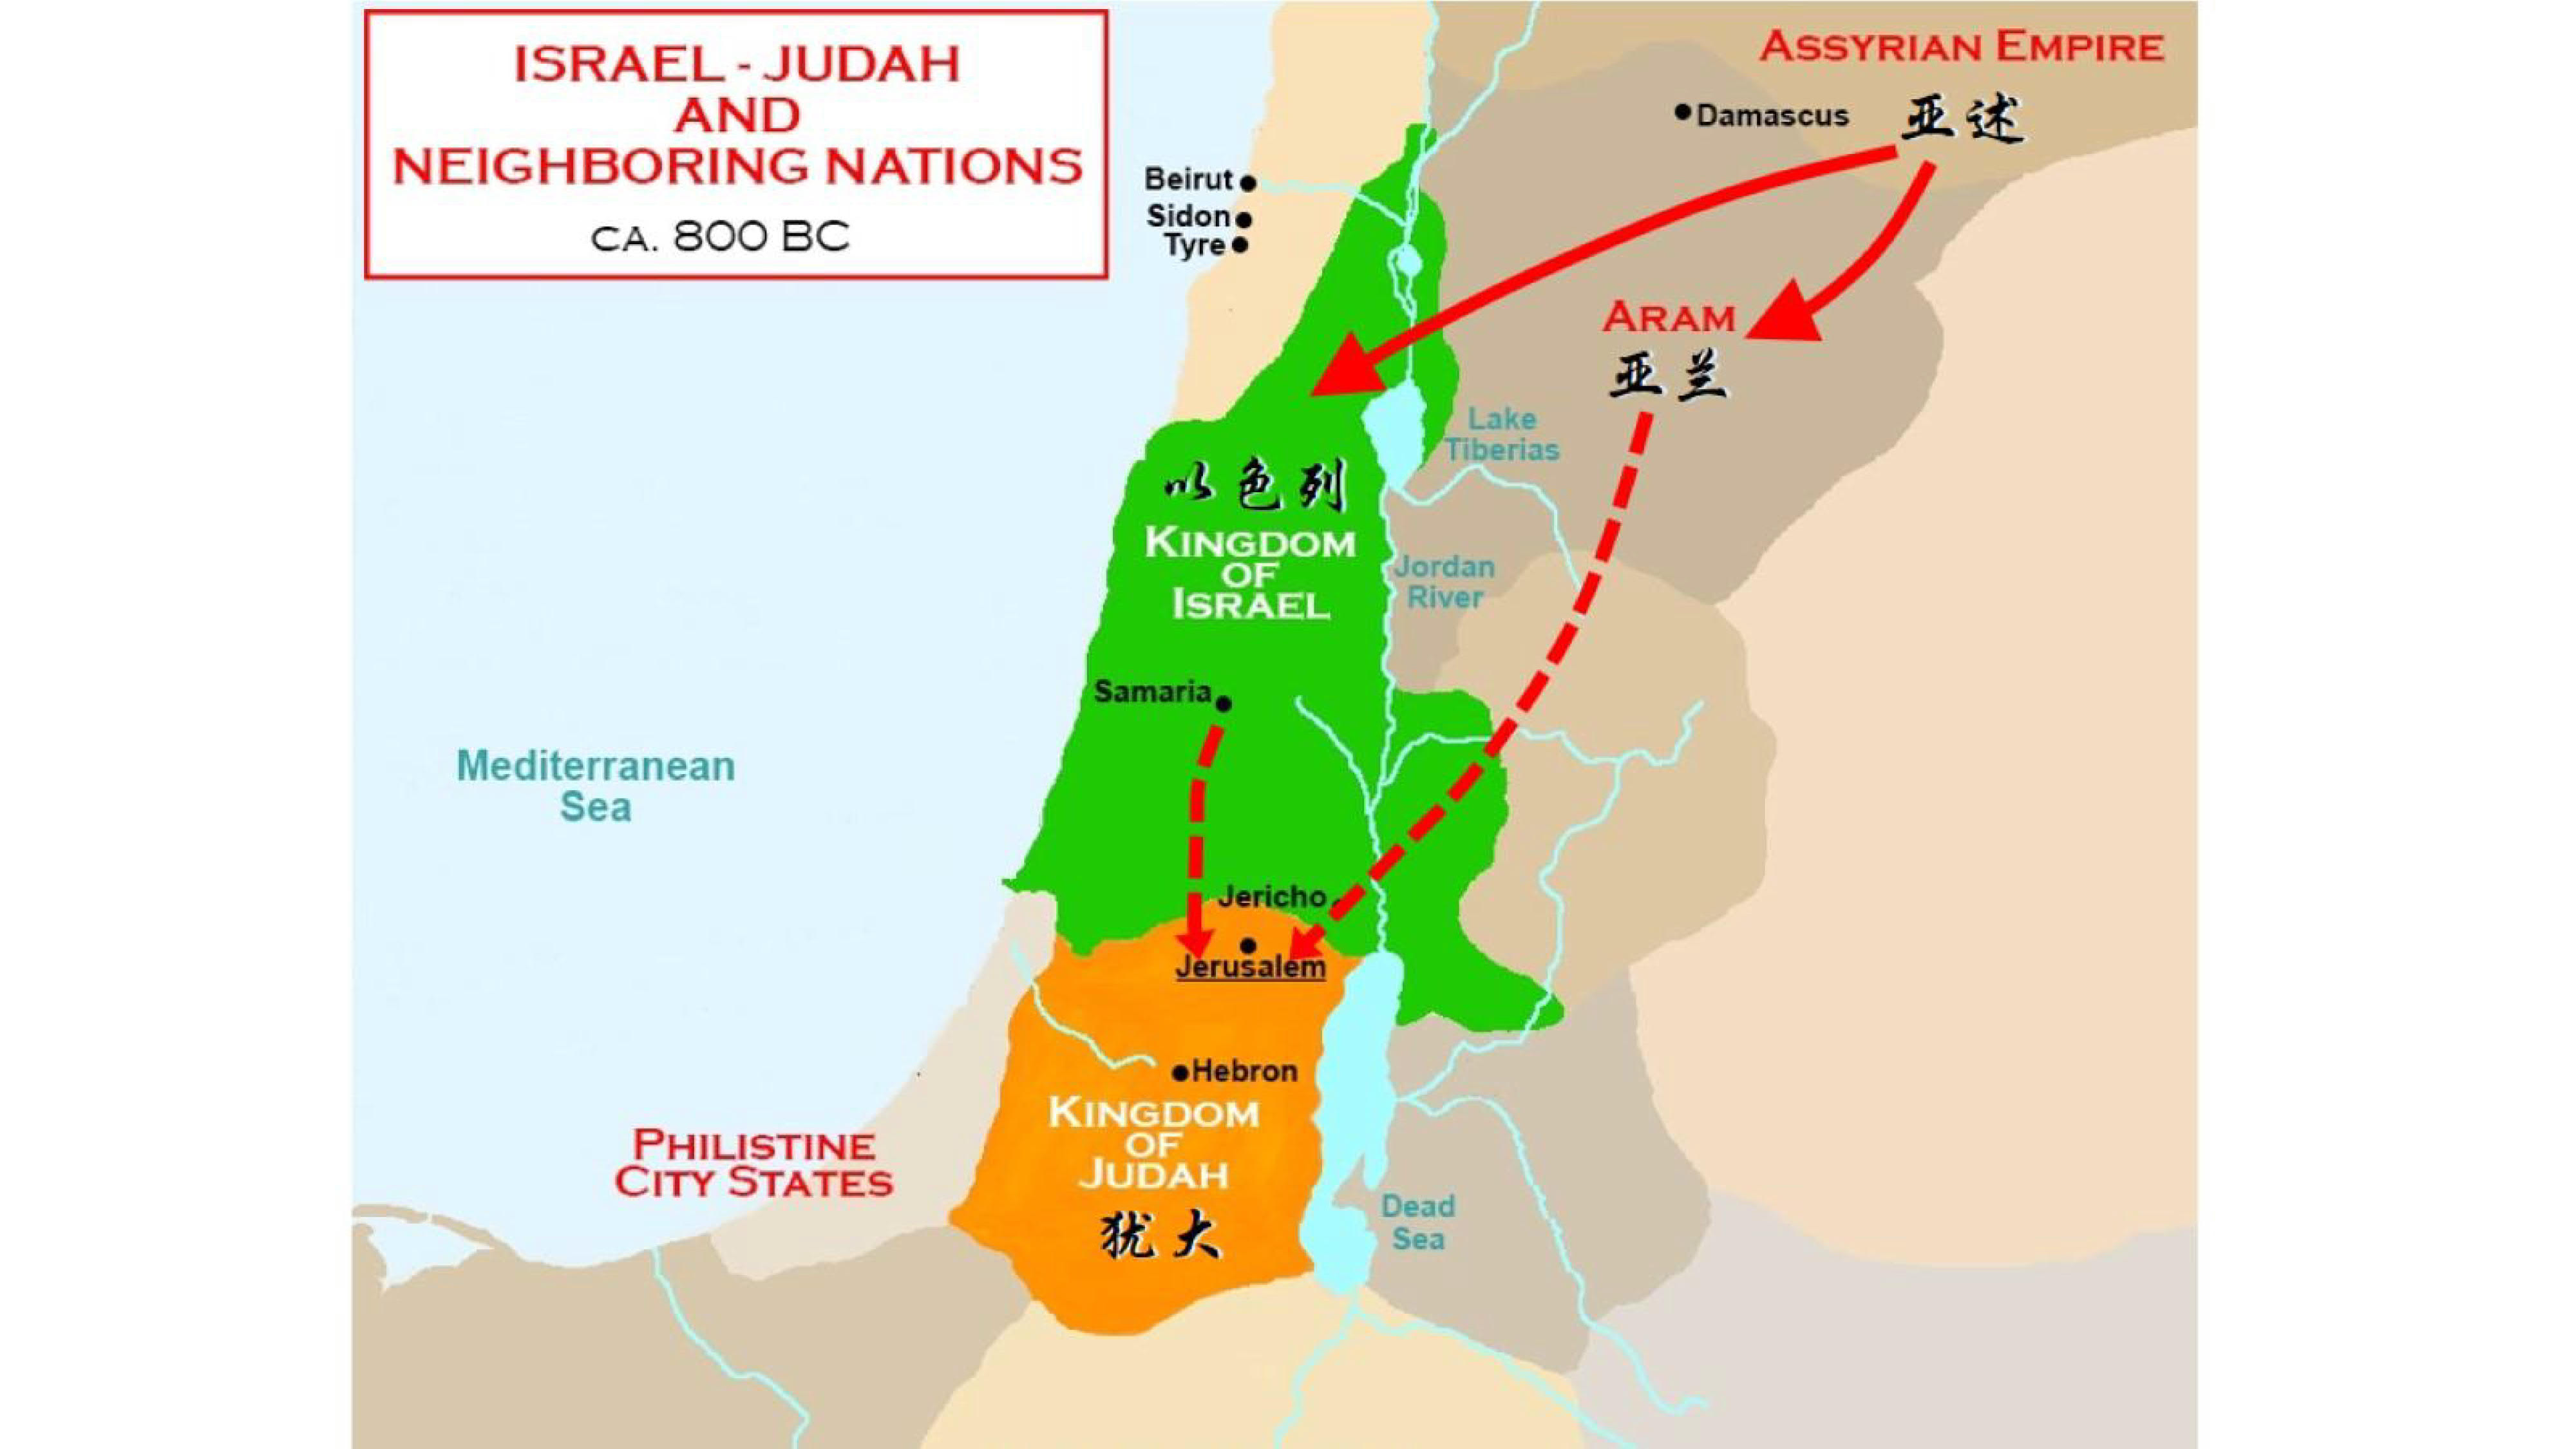 ISRAEL - JUDAH
AND
NEIGHBORING NATIONS
CA. 800 BC
ASSYRIAN EMPIRE
亚述
Damascus
Beirut
Sidon
Tyre
ARAM
亚兰
Lake
Tiberias
以色列
KINGDOM
OF
ISRAEL
Jordan
River
Samaria
Mediterranean
Sea
Jericho
Jerusalem
Hebron
KINGDOM
OF
JUDAH
犹大
PHILISTINE
CITY STATES
Dead
Sea